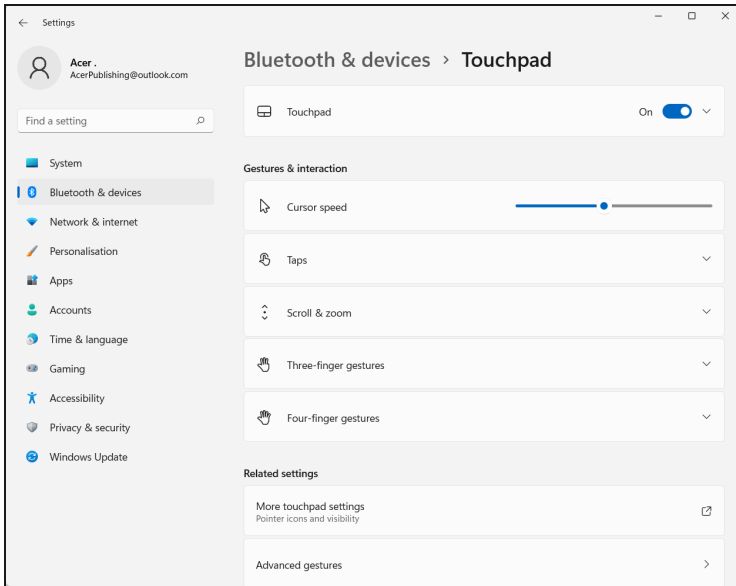 Settings
Acer .
AcerPublishing@outlook.com
Find a setting
System
Bluetooth & devices
Network & internet
Personalisation
Apps
Accounts
Time & language
Gaming
Accessibility
Privacy & security
Windows Update
Bluetooth & devices > Touchpad
Touchpad On
Gestures & interaction
Cursor speed
Taps
Scroll & zoom
Three-finger gestures
Four-finger gestures
Related settings
More touchpad settings
Pointer icons and visibility
Advanced gestures